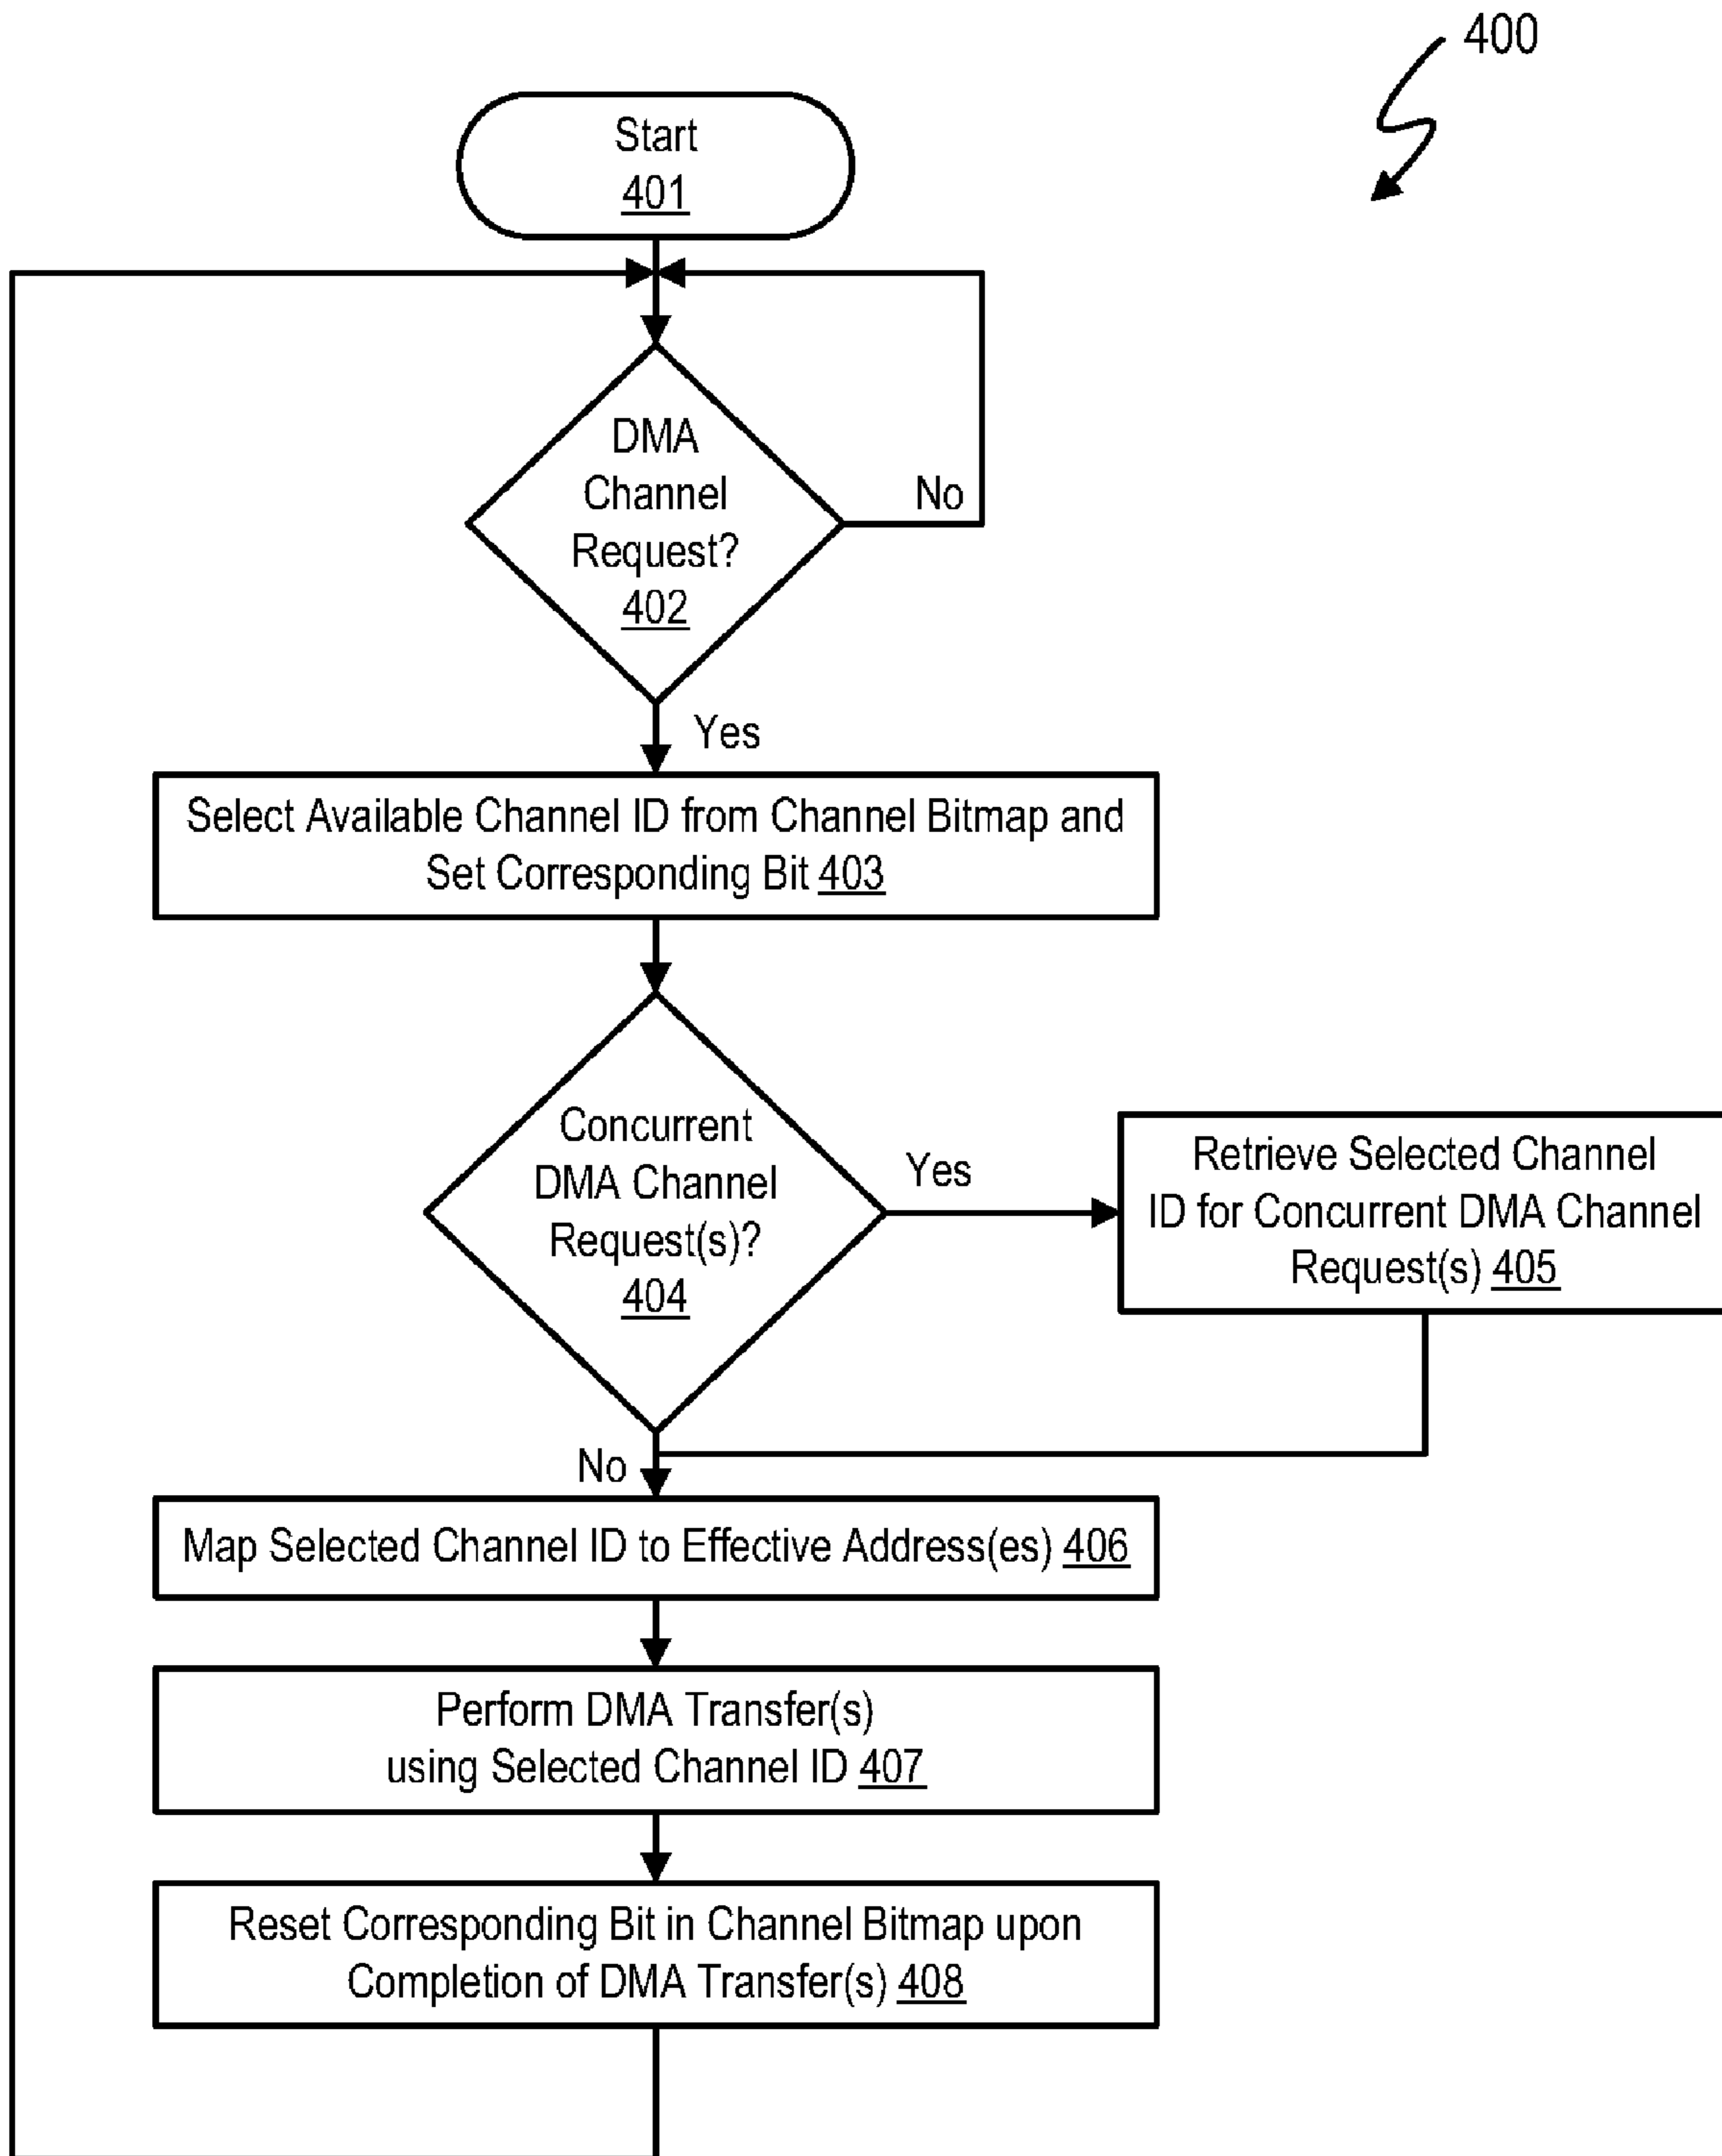 400
Start
401
DMA
Channel
Request?
402
No
Yes
Select Available Channel ID from Channel Bitmap and
Set Corresponding Bit 403
Concurrent
DMA Channel
Request(s)?
404
Yes
Retrieve Selected Channel
ID for Concurrent DMA Channel
Request(s) 405
No
Map Selected Channel ID to Effective Address(es) 406
Perform DMA Transfer(s)
using Selected Channel ID 407
Reset Corresponding Bit in Channel Bitmap upon
Completion of DMA Transfer(s) 408